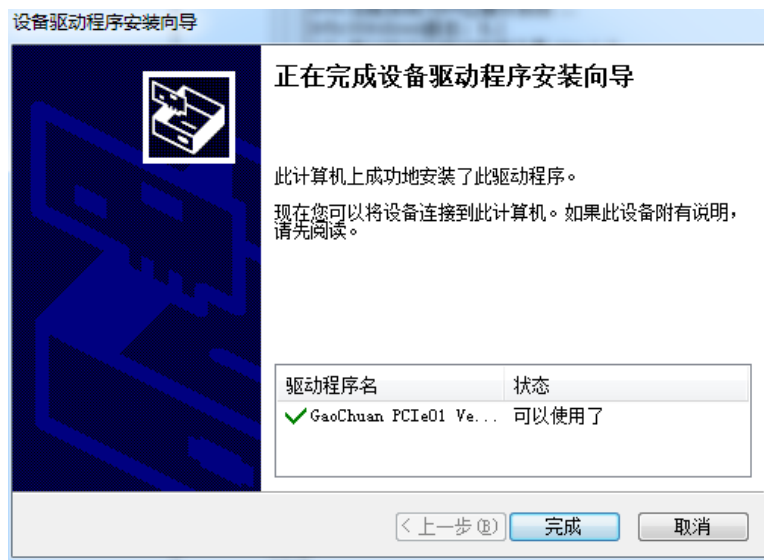 设备驱动程序安装向导
正在完成设备驱动程序安装向导
此计算机上成功地安装了此驱动程序。
现在您可以将设备连接到此计算机。如果此设备附有说明，
请先阅读。
驱动程序名 状态
GaoChuan PCIe01 Ve... 可以使用了
< 上一步(B) 完成 取消